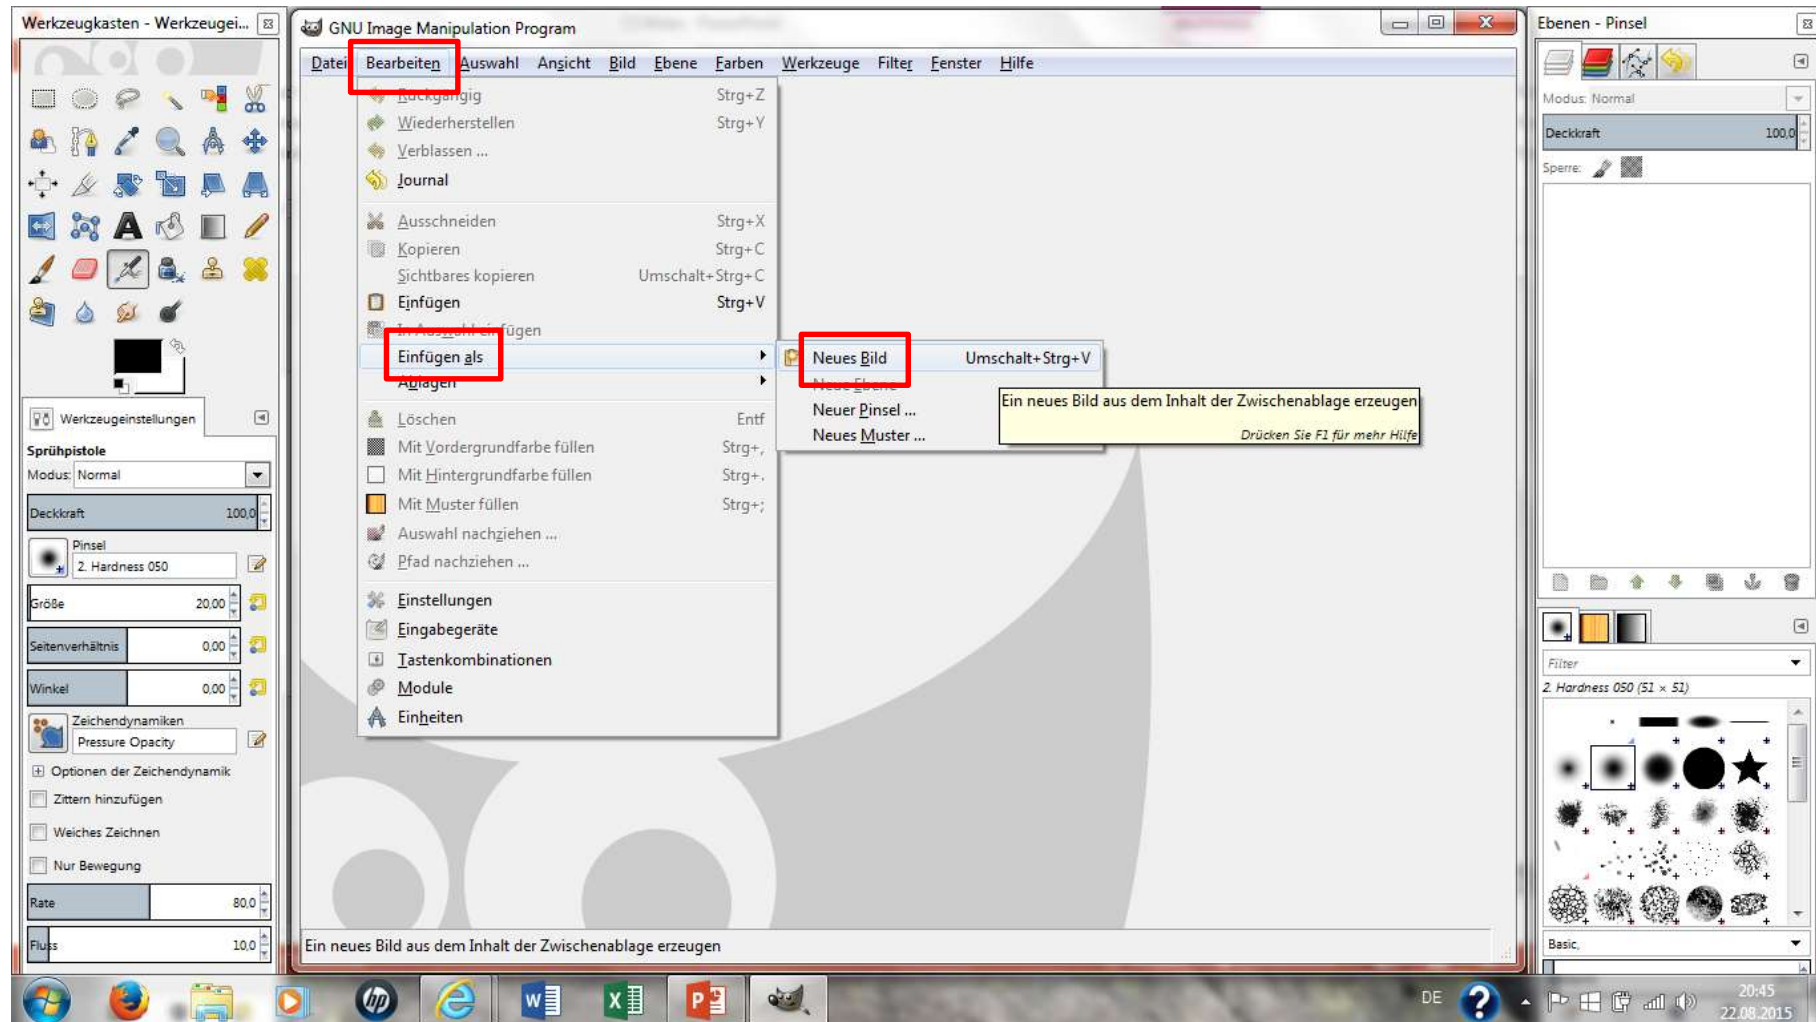 Werkzeugkasten - Werkzeugei...
GNU Image Manipulation Program
Ebenen - Pinsel
Datei Bearbeiten Auswahl Ansicht Bild Ebene Farben Werkzeuge Filter Fenster Hilfe
Rückgängig Strg+Z
Wiederherstellen Strg+Y
Verblassen ...
Journal
Ausschneiden Strg+X
Kopieren Strg+C
Sichtbares kopieren Umschalt+Strg+C
Einfügen Strg+V
In Auswahl einfügen
Einfügen als
Ablagen
Löschen Entf
Mit Vordergrundfarbe füllen Strg+,
Mit Hintergrundfarbe füllen Strg+.
Mit Muster füllen Strg+;
Auswahl nachziehen ...
Pfad nachziehen ...
Einstellungen
Eingabegeräte
Tastenkombinationen
Module
Einheiten
Neues Bild Umschalt+Strg+V
Neue Ebene
Neuer Pinsel ...
Neues Muster ...
Ein neues Bild aus dem Inhalt der Zwischenablage erzeugen
Drücken Sie F1 für mehr Hilfe
Werkzeugeinstellungen
Sprühpistole
Modus: Normal
Deckkraft 100,0
Pinsel
2. Hardness 050
Größe 20,00
Seitenverhältnis 0,00
Winkel 0,00
Zeichendynamiken
Pressure Opacity
Optionen der Zeichendynamik
Zittern hinzufügen
Weiches Zeichnen
Nur Bewegung
Rate 80,0
Fluss 10,0
Ein neues Bild aus dem Inhalt der Zwischenablage erzeugen
Modus: Normal
Deckkraft 100,0
Sperre:
Filter
2. Hardness 050 (51 × 51)
Basic,
DE
20:45
22.08.2015